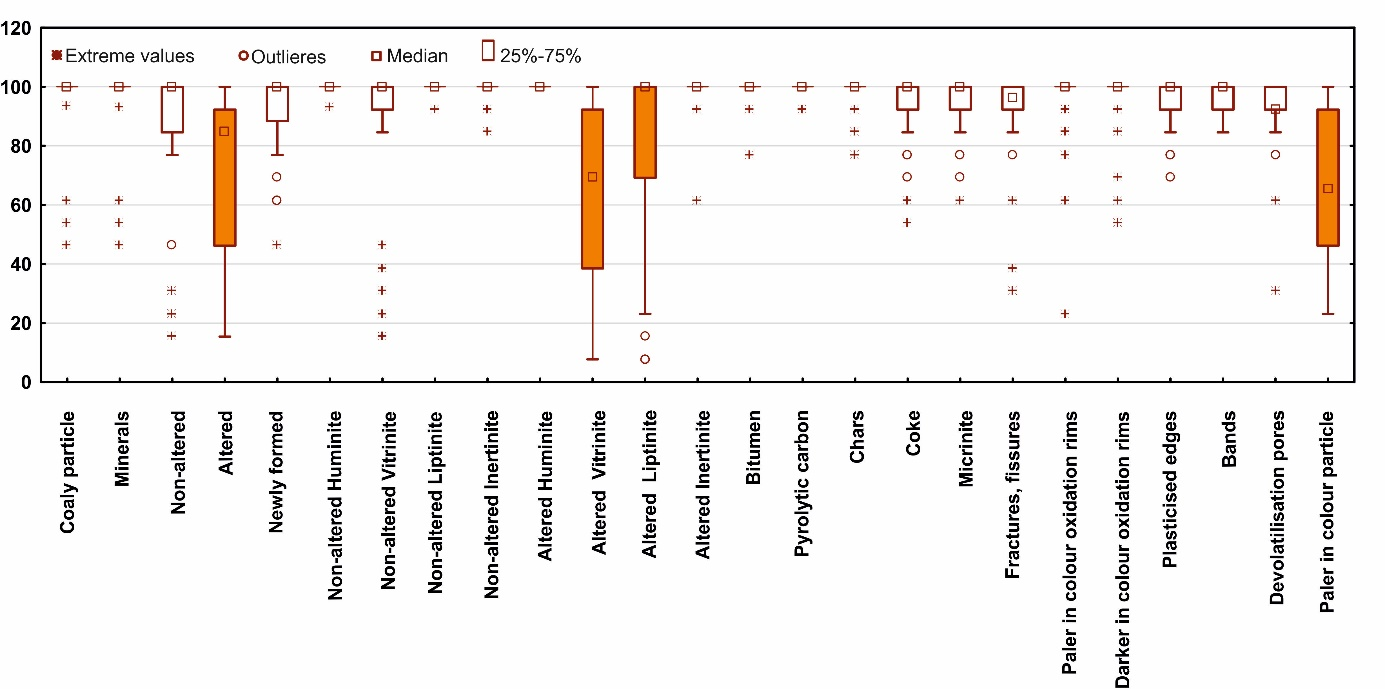 120
Extreme values Outlieres Median 25%-75%
100
80
60
40
20
0
Coaly particle
Minerals
Non-altered
Altered
Newly formed
Non-altered Huminite
Non-altered Vitrinite
Non-altered Liptinite
Non-altered Inertinite
Altered Huminite
Altered Vitrinite
Altered Liptinite
Altered Inertinite
Bitumen
Pyrolytic carbon
Chars
Coke
Micrinite
Fractures, fissures
Paler in colour oxidation rims
Darker in colour oxidation rims
Plasticised edges
Bands
Devolatilisation pores
Paler in colour particle